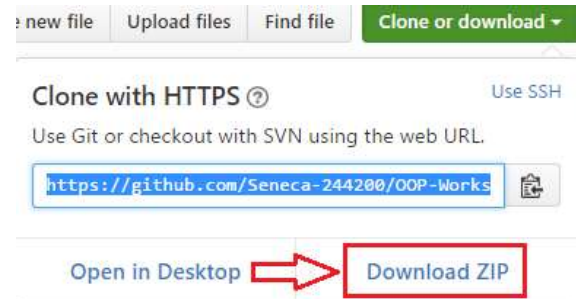 new file Upload files Find file Clone or download
Clone with HTTPS ? Use SSH
Use Git or checkout with SVN using the web URL.
https://github.com/Seneca-244200/OOP-Works
Open in Desktop Download ZIP